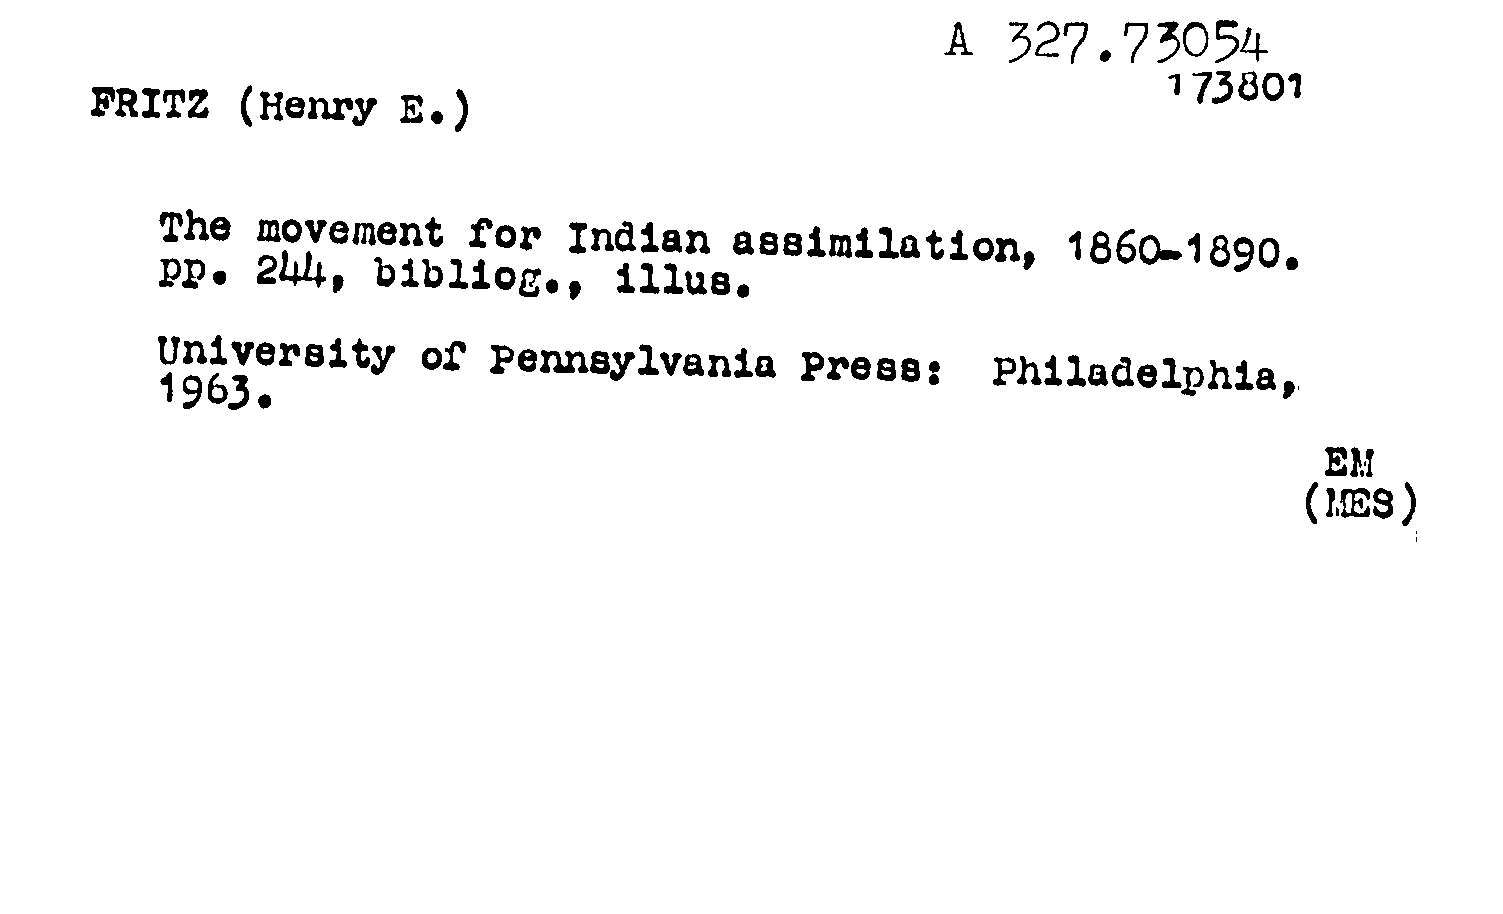 A 327.73054
173801
FRITZ (Henry E.)
The movement for Indian assimilation, 1860-1890.
pp. 244, bibliog., illus.
University of Pennsylvania Press: Philadelphia,
1963.
EM
(MES)